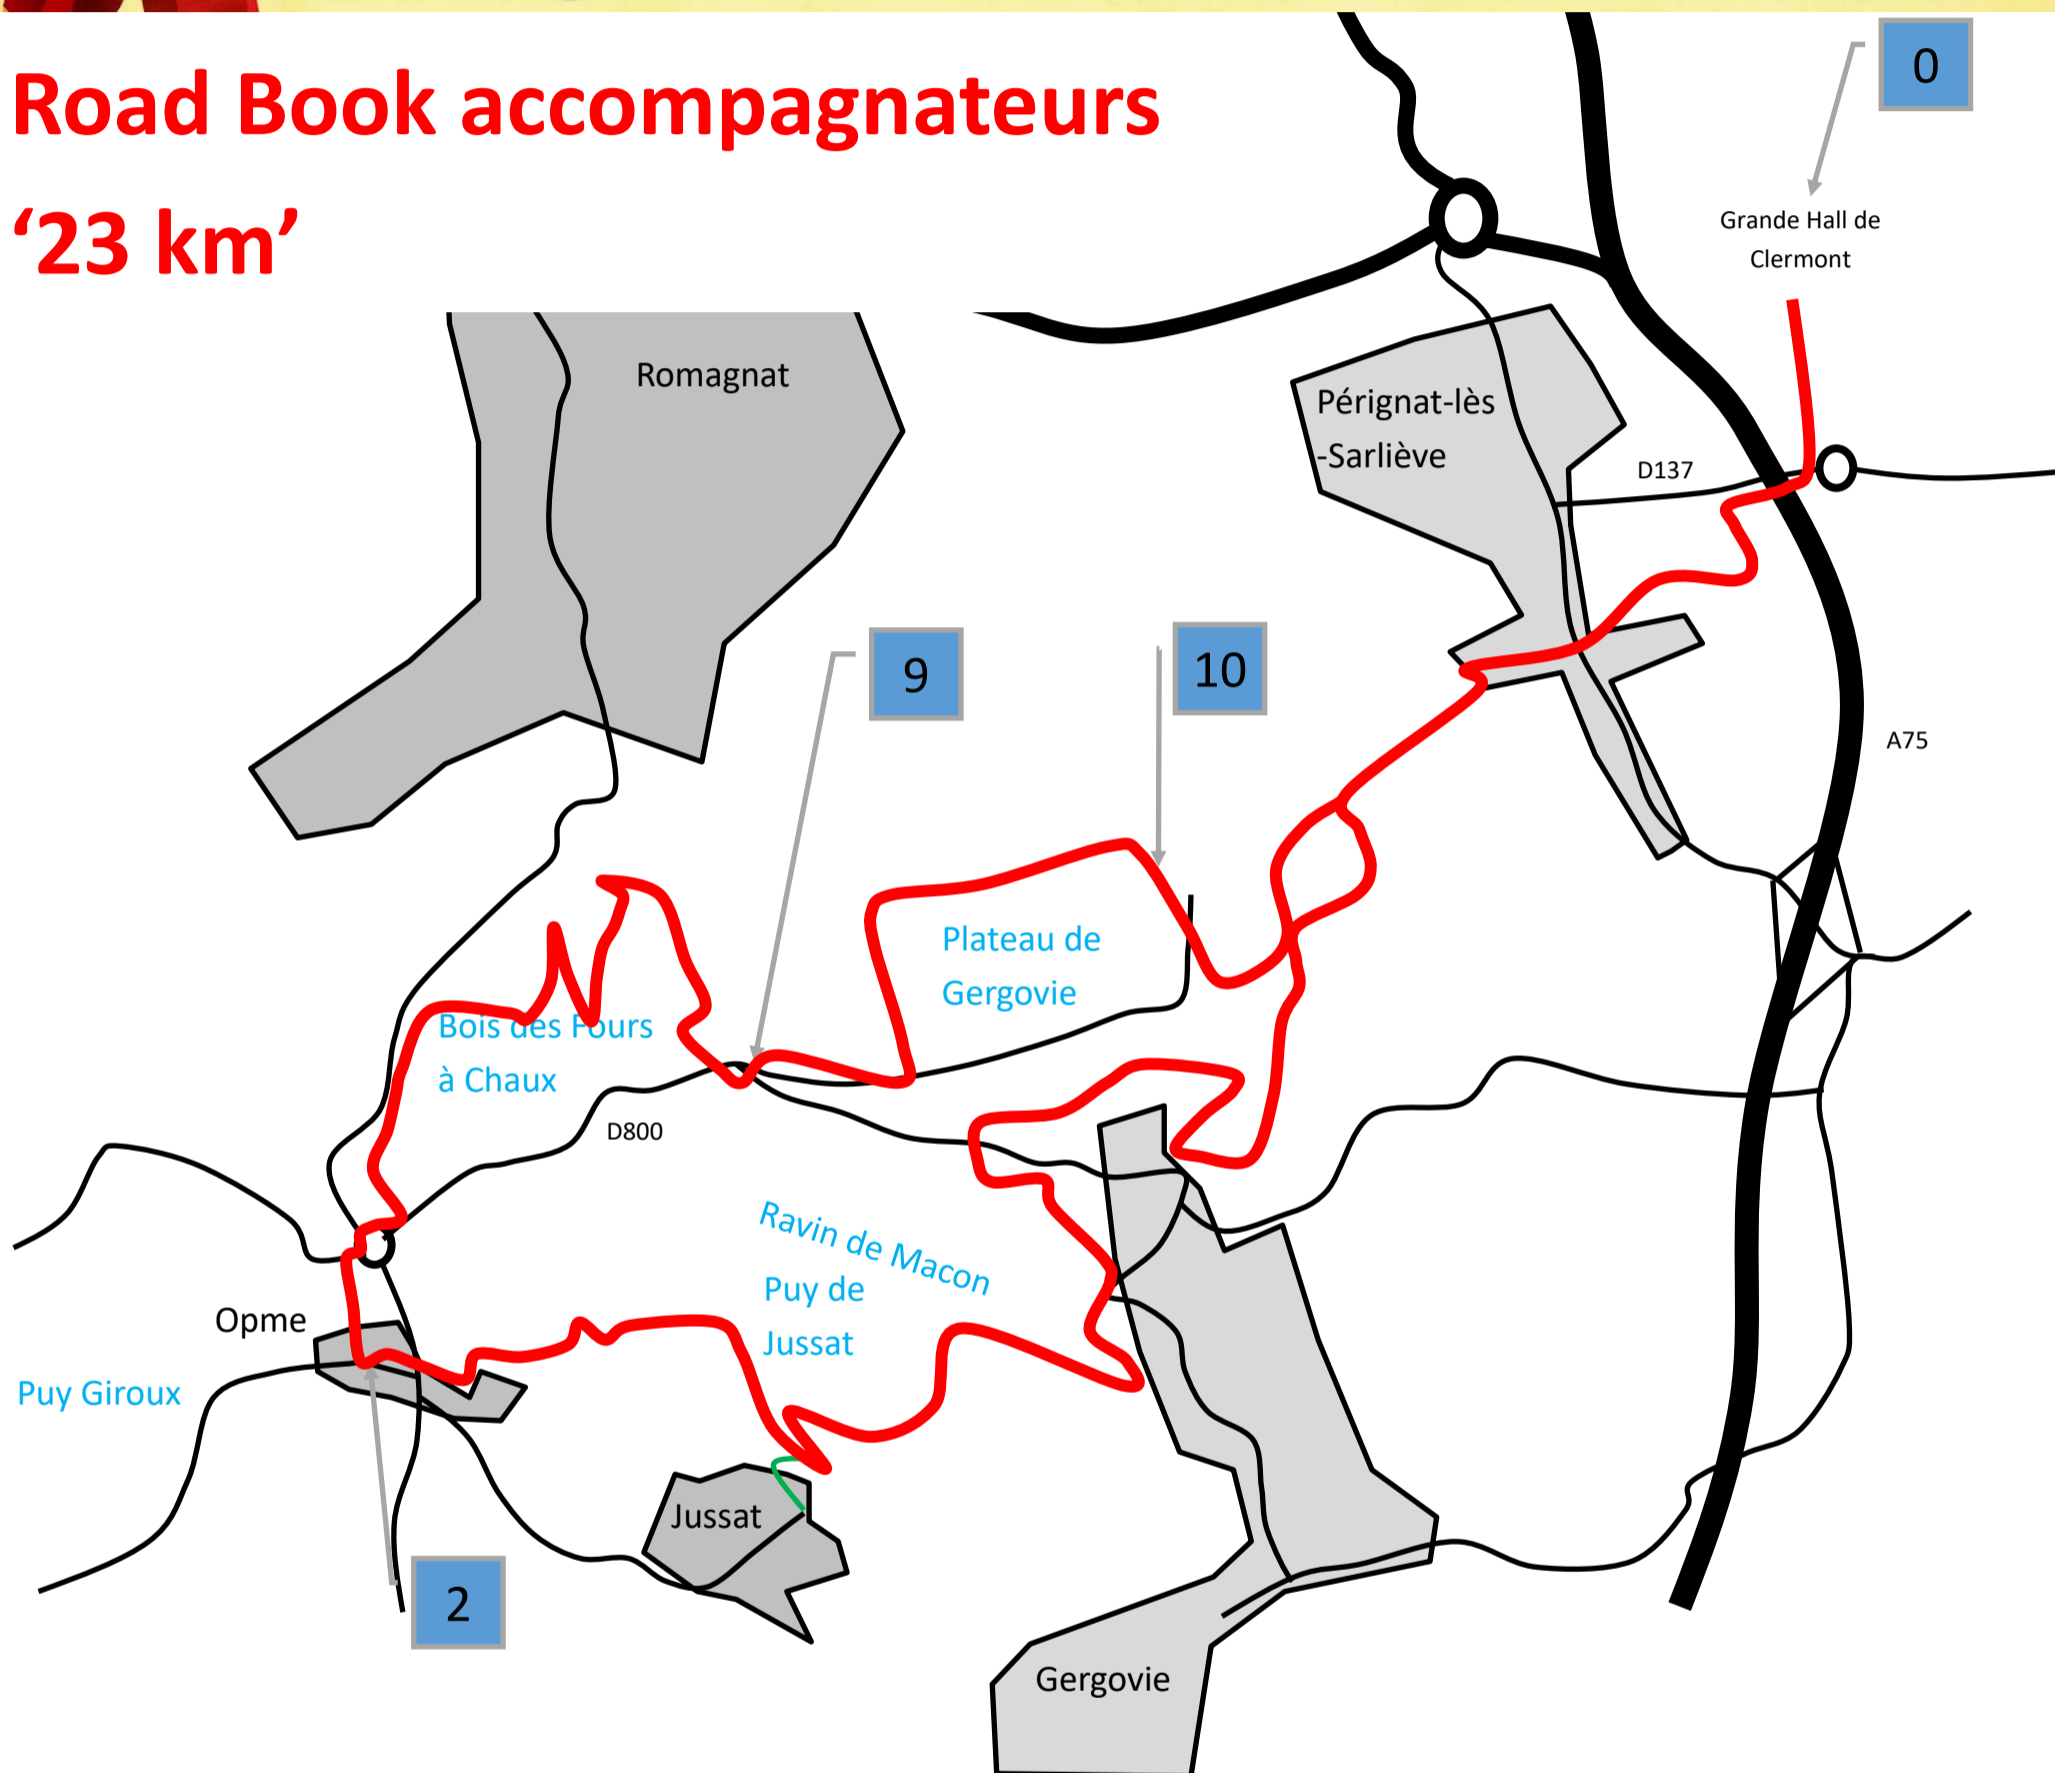 Road Book accompagnateurs
‘23 km’
0
Grande Hall de
Clermont
Romagnat
Pérignat-lès
-Sarliève
D137
9
10
A75
Plateau de
Gergovie
Bois des Fours
à Chaux
D800
Ravin de Macon
Puy de
Jussat
Opme
Puy Giroux
Jussat
2
Gergovie